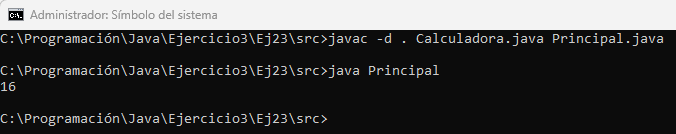 Administrador: Símbolo del sistema
C:\Programación\Java\Ejercicio3\Ej23\src>javac -d . Calculadora.java Principal.java
C:\Programación\Java\Ejercicio3\Ej23\src>java Principal
16
C:\Programación\Java\Ejercicio3\Ej23\src>